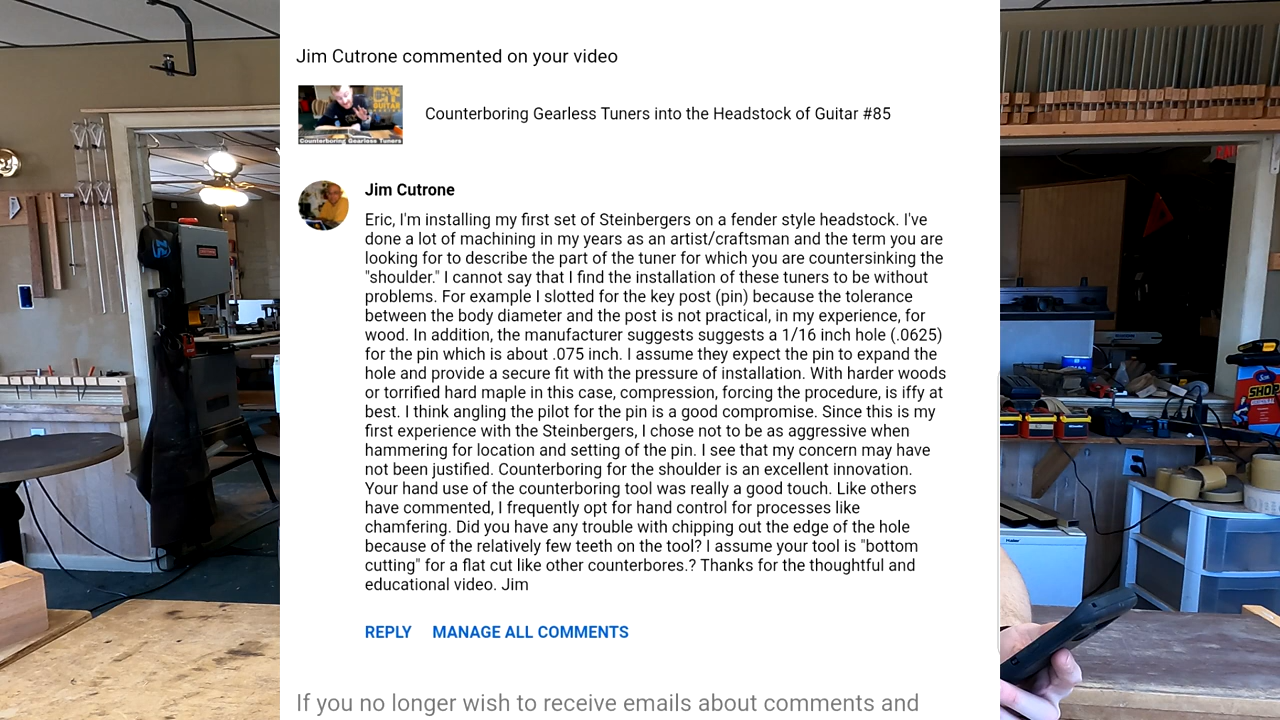 Jim Cutrone commented on your video
Counterboring Gearless Tuners into the Headstock of Guitar #85
Counterboring Gearless Tuners
Jim Cutrone
Eric, I'm installing my first set of Steinbergers on a fender style headstock. I've
done a lot of machining in my years as an artist/craftsman and the term you are
looking for to describe the part of the tuner for which you are countersinking the
"shoulder." I cannot say that I find the installation of these tuners to be without
problems. For example I slotted for the key post (pin) because the tolerance
between the body diameter and the post is not practical, in my experience, for
wood. In addition, the manufacturer suggests suggests a 1/16 inch hole (.0625)
for the pin which is about .075 inch. I assume they expect the pin to expand the
hole and provide a secure fit with the pressure of installation. With harder woods
or torrified hard maple in this case, compression, forcing the procedure, is iffy at
best. I think angling the pilot for the pin is a good compromise. Since this is my
first experience with the Steinbergers, I chose not to be as aggressive when
hammering for location and setting of the pin. I see that my concern may have
not been justified. Counterboring for the shoulder is an excellent innovation.
Your hand use of the counterboring tool was really a good touch. Like others
have commented, I frequently opt for hand control for processes like
chamfering. Did you have any trouble with chipping out the edge of the hole
because of the relatively few teeth on the tool? I assume your tool is "bottom
cutting" for a flat cut like other counterbores.? Thanks for the thoughtful and
educational video. Jim
REPLY MANAGE ALL COMMENTS
If you no longer wish to receive emails about comments and
SHOP